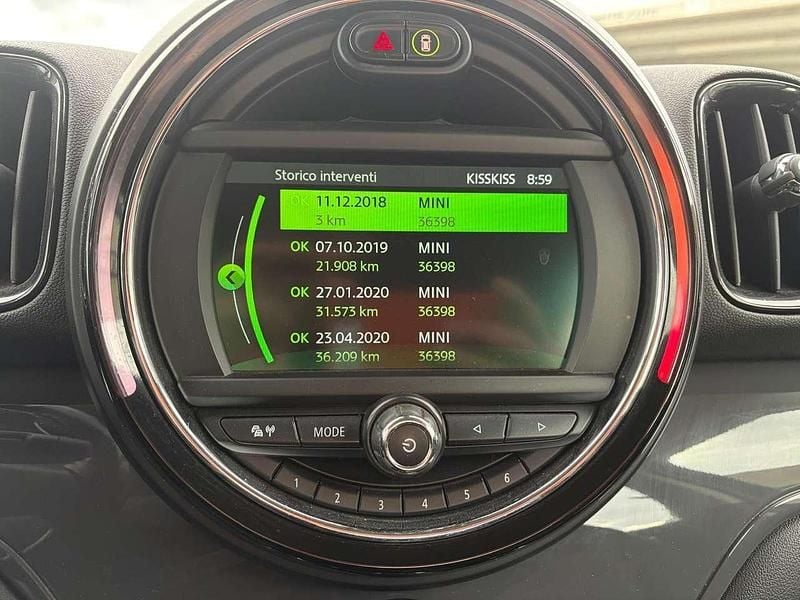 Storico interventi KISSKISS 8:59
OK 11.12.2018 MINI
3 km 36398
OK 07.10.2019 MINI
21.908 km 36398
OK 27.01.2020 MINI
31.573 km 36398
OK 23.04.2020 MINI
36.209 km 36398
MODE
1 2 3 4 5 6